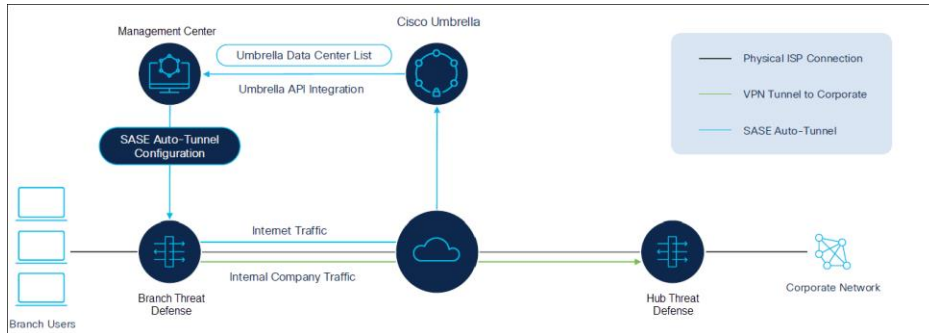 Management Center
Cisco Umbrella
Umbrella Data Center List
Umbrella API Integration
Physical ISP Connection
VPN Tunnel to Corporate
SASE Auto-Tunnel
SASE Auto-Tunnel
Configuration
Internet Traffic
Internal Company Traffic
Branch Threat
Defense
Hub Threat
Defense
Corporate Network
Branch Users